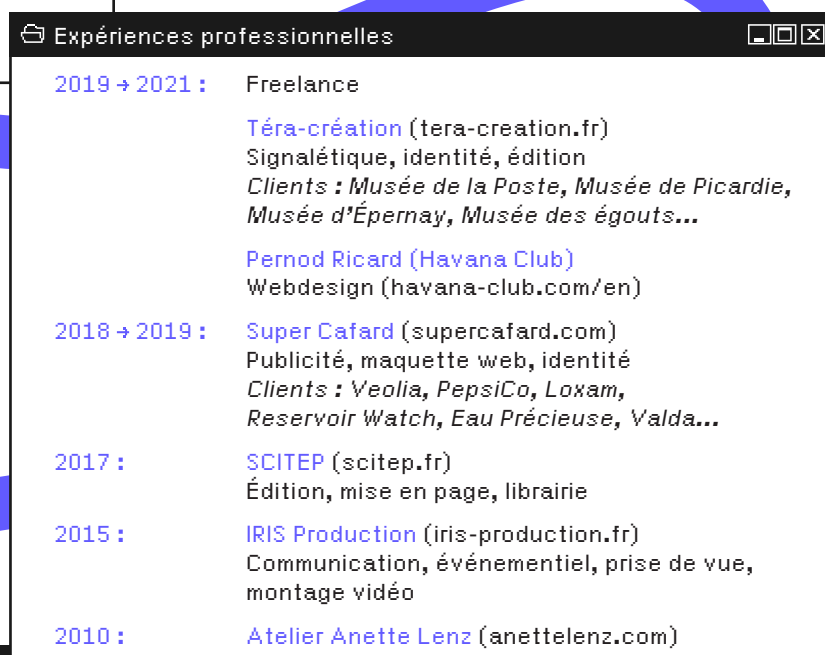 Expériences professionnelles
2019 → 2021 : Freelance
Téra-création (tera-creation.fr)
Signalétique, identité, édition
Clients : Musée de la Poste, Musée de Picardie,
Musée d'Épernay, Musée des égouts...
Pernod Ricard (Havana Club)
Webdesign (havana-club.com/en)
2018 → 2019 : Super Cafard (supercafard.com)
Publicité, maquette web, identité
Clients : Veolia, PepsiCo, Loxam,
Reservoir Watch, Eau Précieuse, Valda...
2017 : SCITEP (scitep.fr)
Édition, mise en page, librairie
2015 : IRIS Production (iris-production.fr)
Communication, événementiel, prise de vue,
montage vidéo
2010 : Atelier Anette Lenz (anettelenz.com)